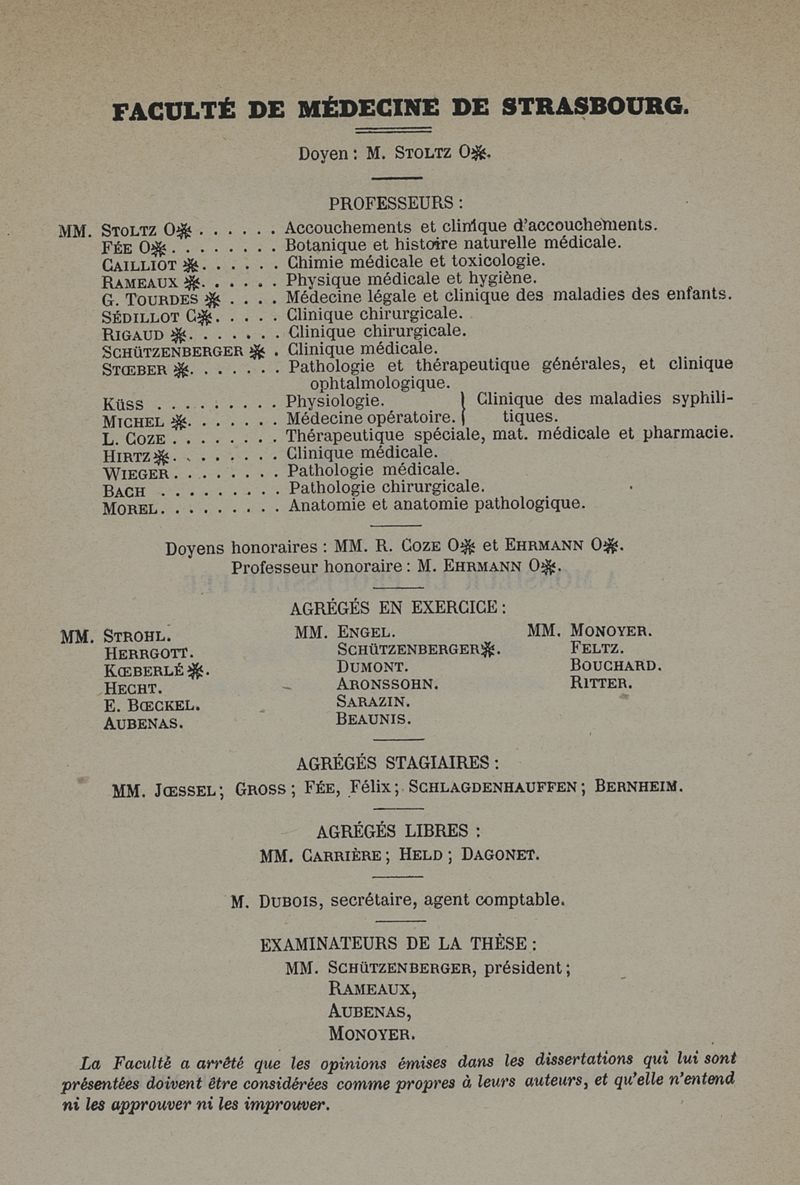 FACULTÉ DE MÉDECINE DE STRASBOURG.
Doyen : M. STOLTZ O❋.
PROFESSEURS :
MM. STOLTZ O❋ . . . . . . Accouchements et clinique d'accouchements.
FÉE O❋. . . . . . . . Botanique et histoire naturelle médicale.
CAILLIOT ❋. . . . . . Chimie médicale et toxicologie.
RAMEAUX ❋. . . . . . Physique médicale et hygiène.
G. TOURDES ❋ . . . . Médecine légale et clinique des maladies des enfants.
SÉDILLOT C❋. . . . . Clinique chirurgicale.
RIGAUD ❋. . . . . . . Clinique chirurgicale.
SCHÜTZENBERGER ❋ . Clinique médicale.
STŒBER ❋. . . . . . . Pathologie et thérapeutique générales, et clinique
ophtalmologique.
KÜSS . . . . . . . . . Physiologie. } Clinique des maladies syphili-
MICHEL ❋. . . . . . . Médecine opératoire. { tiques.
L. COZE . . . . . . . . Thérapeutique spéciale, mat. médicale et pharmacie.
HIRTZ ❋. . . . . . . . Clinique médicale.
WIEGER . . . . . . . . Pathologie médicale.
BACH . . . . . . . . . Pathologie chirurgicale.
MOREL. . . . . . . . . Anatomie et anatomie pathologique.
Doyens honoraires : MM. R. COZE O❋ et EHRMANN O❋.
Professeur honoraire : M. EHRMANN O❋.
AGRÉGÉS EN EXERCICE :
MM. STROHL. MM. ENGEL. MM. MONOYER.
HERRGOTT. SCHÜTZENBERGER❋. FELTZ.
KŒBERLÉ ❋. DUMONT. BOUCHARD.
HECHT. ARONSSOHN. RITTER.
E. BŒCKEL. SARAZIN.
AUBENAS. BEAUNIS.
AGRÉGÉS STAGIAIRES :
MM. JŒSSEL ; GROSS ; FÉE, Félix ; SCHLAGDENHAUFFEN ; BERNHEIM.
AGRÉGÉS LIBRES :
MM. CARRIÈRE ; HELD ; DAGONET.
M. DUBOIS, secrétaire, agent comptable.
EXAMINATEURS DE LA THÈSE :
MM. SCHÜTZENBERGER, président ;
RAMEAUX,
AUBENAS,
MONOYER.
La Faculté a arrêté que les opinions émises dans les dissertations qui lui sont
présentées doivent être considérées comme propres à leurs auteurs, et qu'elle n'entend
ni les approuver ni les improuver.